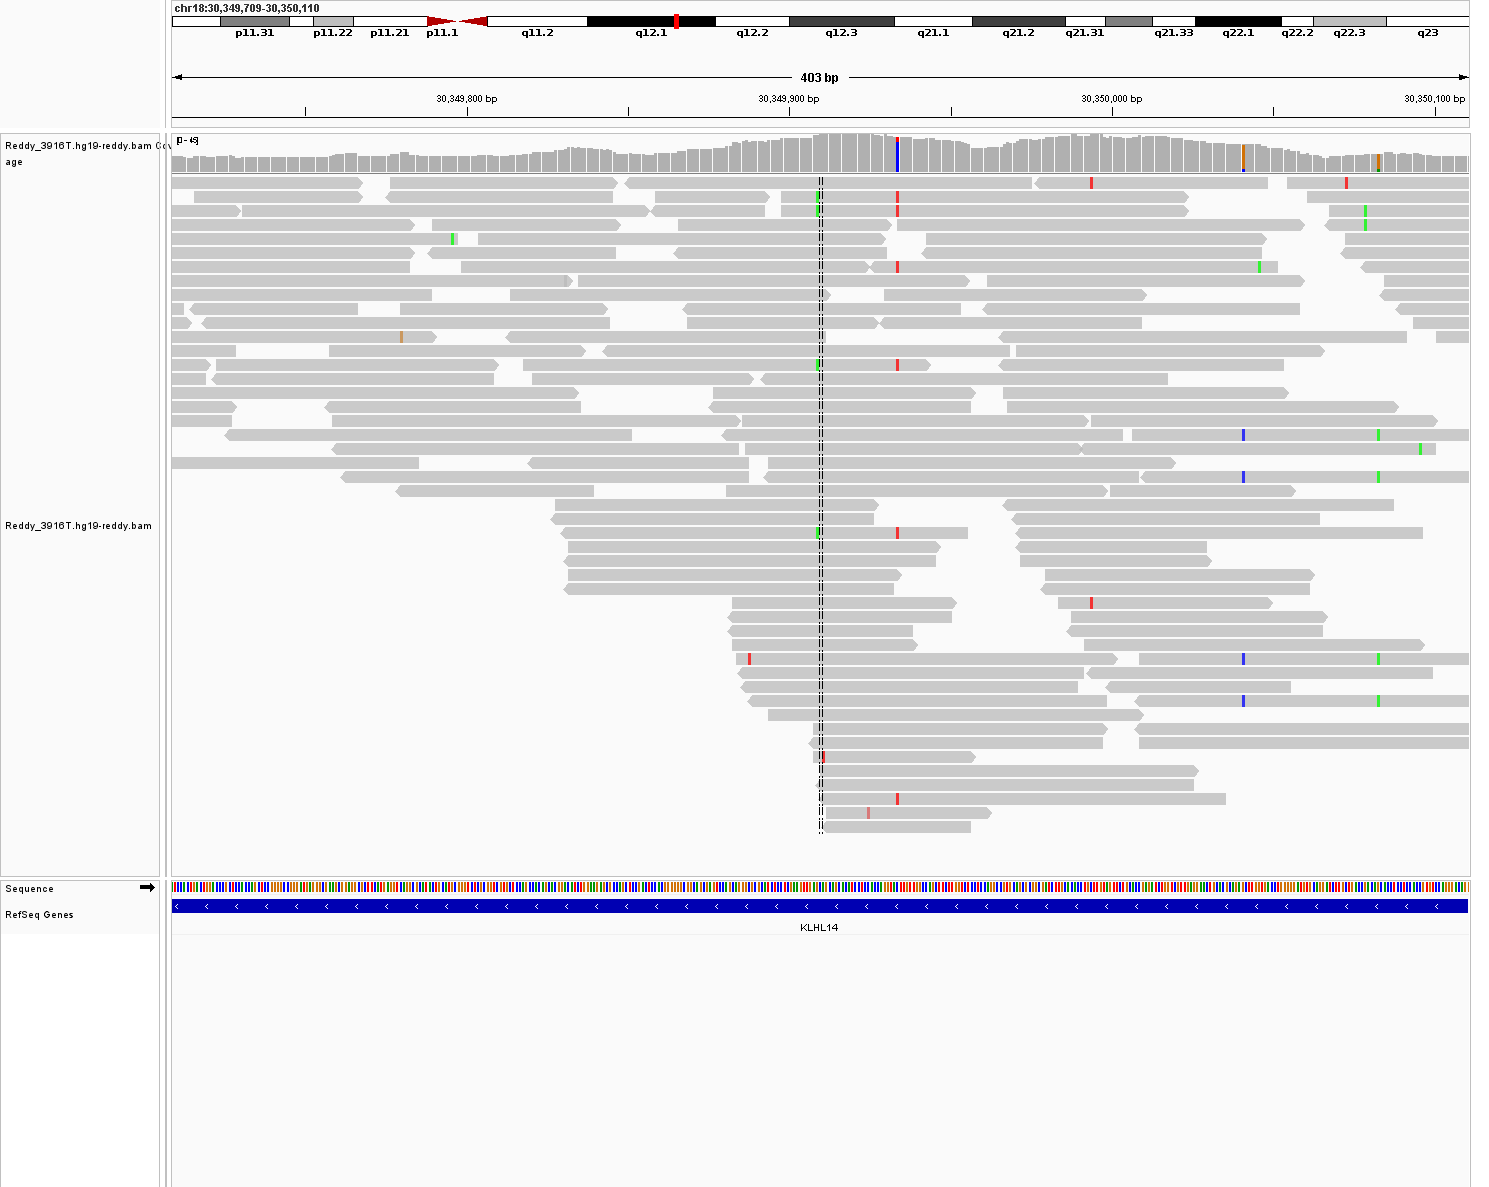 chr18:30,349,709-30,350,110
p11.31 p11.22 p11.21 p11.1 q11.2 q12.1 q12.2 q12.3 q21.1 q21.2 q21.31 q21.33 q22.1 q22.2 q22.3 q23
403 bp
30,349,800 bp 30,349,900 bp 30,350,000 bp 30,350,100 bp
Reddy_3916T.hg19-reddy.bam Cov
age
[0 - 45]
Reddy_3916T.hg19-reddy.bam
Sequence
RefSeq Genes
KLHL14